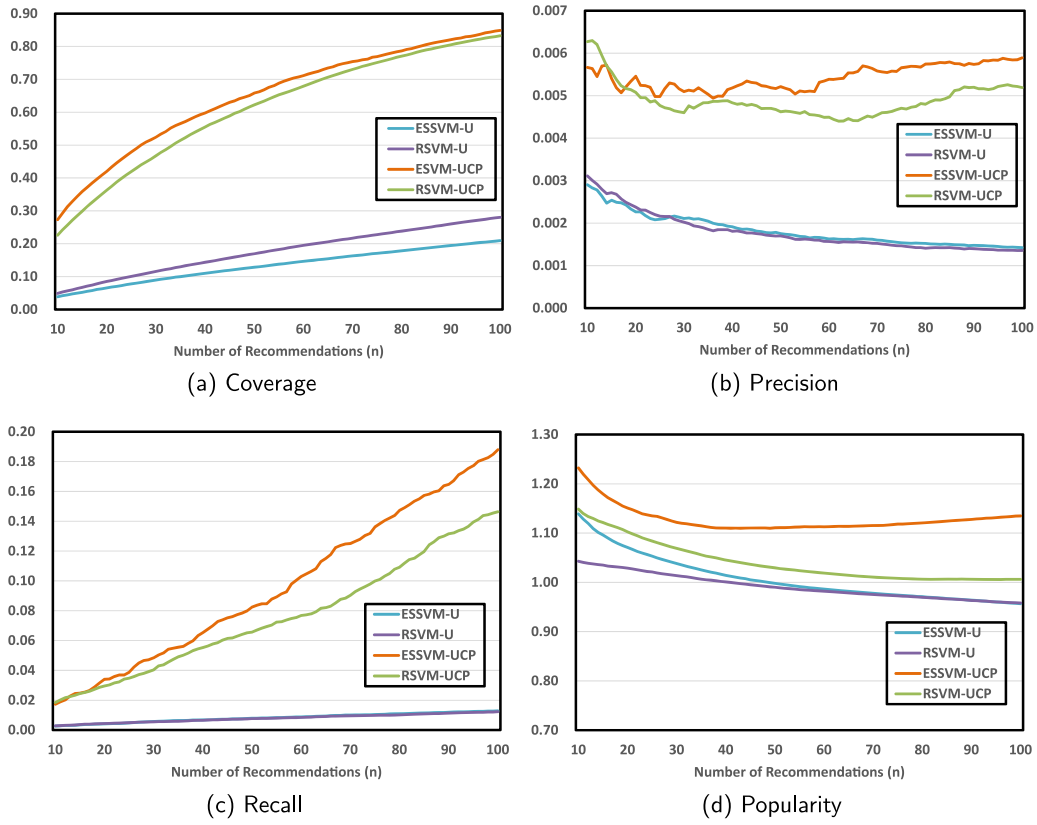 0.90
0.80
0.70
0.60
0.50
0.40
0.30
0.20
0.10
0.00
10 20 30 40 50 60 70 80 90 100
ESSVM-U
RSVM-U
ESVM-UCP
RSVM-UCP
Number of Recommendations (n)
(a) Coverage
0.007
0.006
0.005
0.004
0.003
0.002
0.001
0.000
10 20 30 40 50 60 70 80 90 100
ESSVM-U
RSVM-U
ESSVM-UCP
RSVM-UCP
Number of Recommendations (n)
(b) Precision
0.20
0.18
0.16
0.14
0.12
0.10
0.08
0.06
0.04
0.02
0.00
10 20 30 40 50 60 70 80 90 100
ESSVM-U
RSVM-U
ESSVM-UCP
RSVM-UCP
Number of Recommendations (n)
(c) Recall
1.30
1.20
1.10
1.00
0.90
0.80
0.70
10 20 30 40 50 60 70 80 90 100
ESSVM-U
RSVM-U
ESSVM-UCP
RSVM-UCP
Number of Recommendations (n)
(d) Popularity